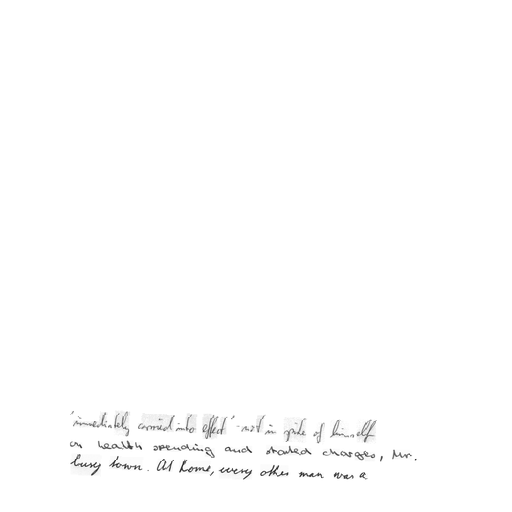 'immediately carried into effect' - not in spite of himself
on health spending and stated charges, Mr.
busy town. At home, every other man was a